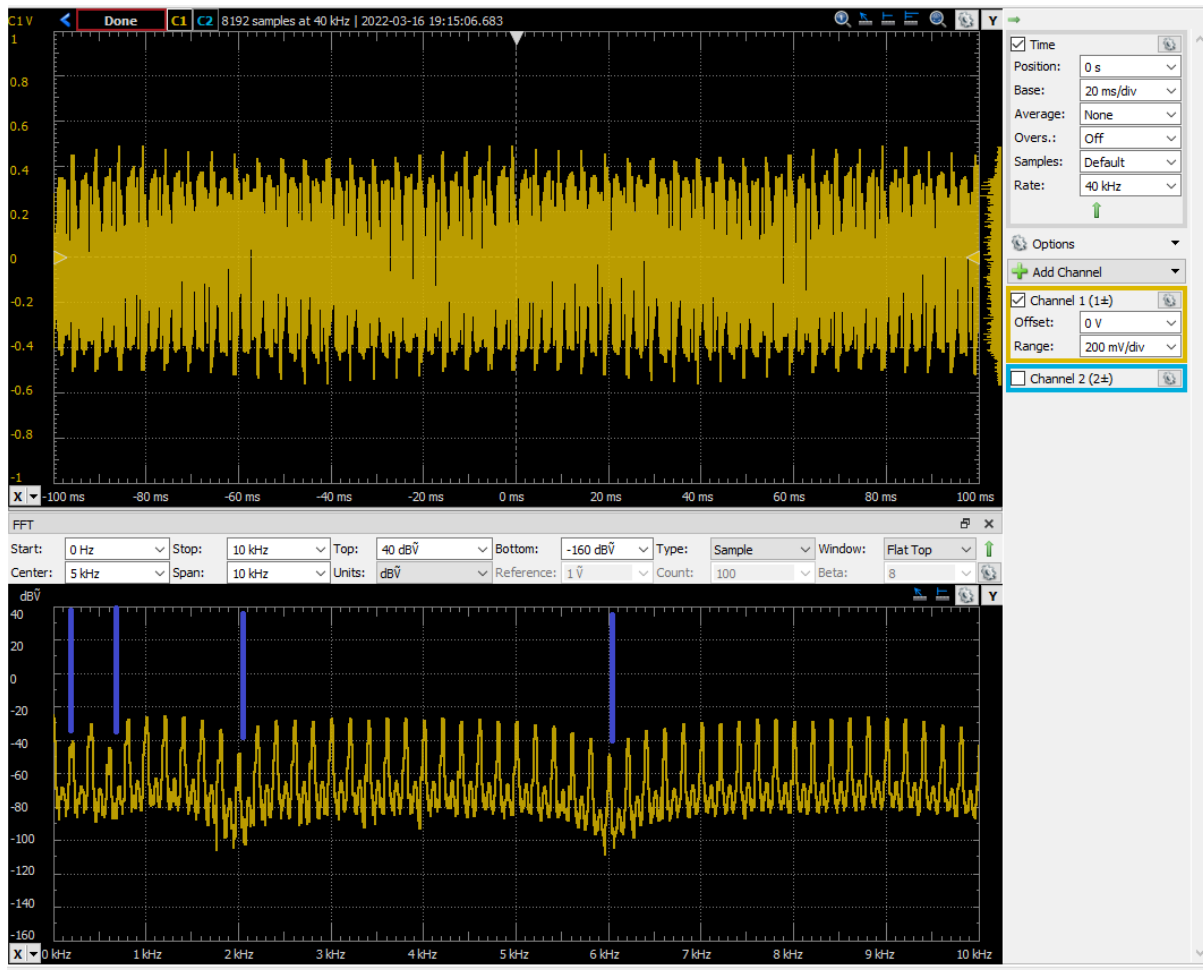 C1 V Done C1 C2 8192 samples at 40 kHz | 2022-03-16 19:15:06.683 Y
1
0.8
0.6
0.4
0.2
0
-0.2
-0.4
-0.6
-0.8
-1
X -100 ms -80 ms -60 ms -40 ms -20 ms 0 ms 20 ms 40 ms 60 ms 80 ms 100 ms
Time
Position: 0 s
Base: 20 ms/div
Average: None
Overs.: Off
Samples: Default
Rate: 40 kHz
Options
Add Channel
Channel 1 (1±)
Offset: 0 V
Range: 200 mV/div
Channel 2 (2±)
FFT
Start: 0 Hz Stop: 10 kHz Top: 40 dBṼ Bottom: -160 dBṼ Type: Sample Window: Flat Top
Center: 5 kHz Span: 10 kHz Units: dBṼ Reference: 1 Ṽ Count: 100 Beta: 8
dBṼ Y
40
20
0
-20
-40
-60
-80
-100
-120
-140
-160
X 0 kHz 1 kHz 2 kHz 3 kHz 4 kHz 5 kHz 6 kHz 7 kHz 8 kHz 9 kHz 10 kHz